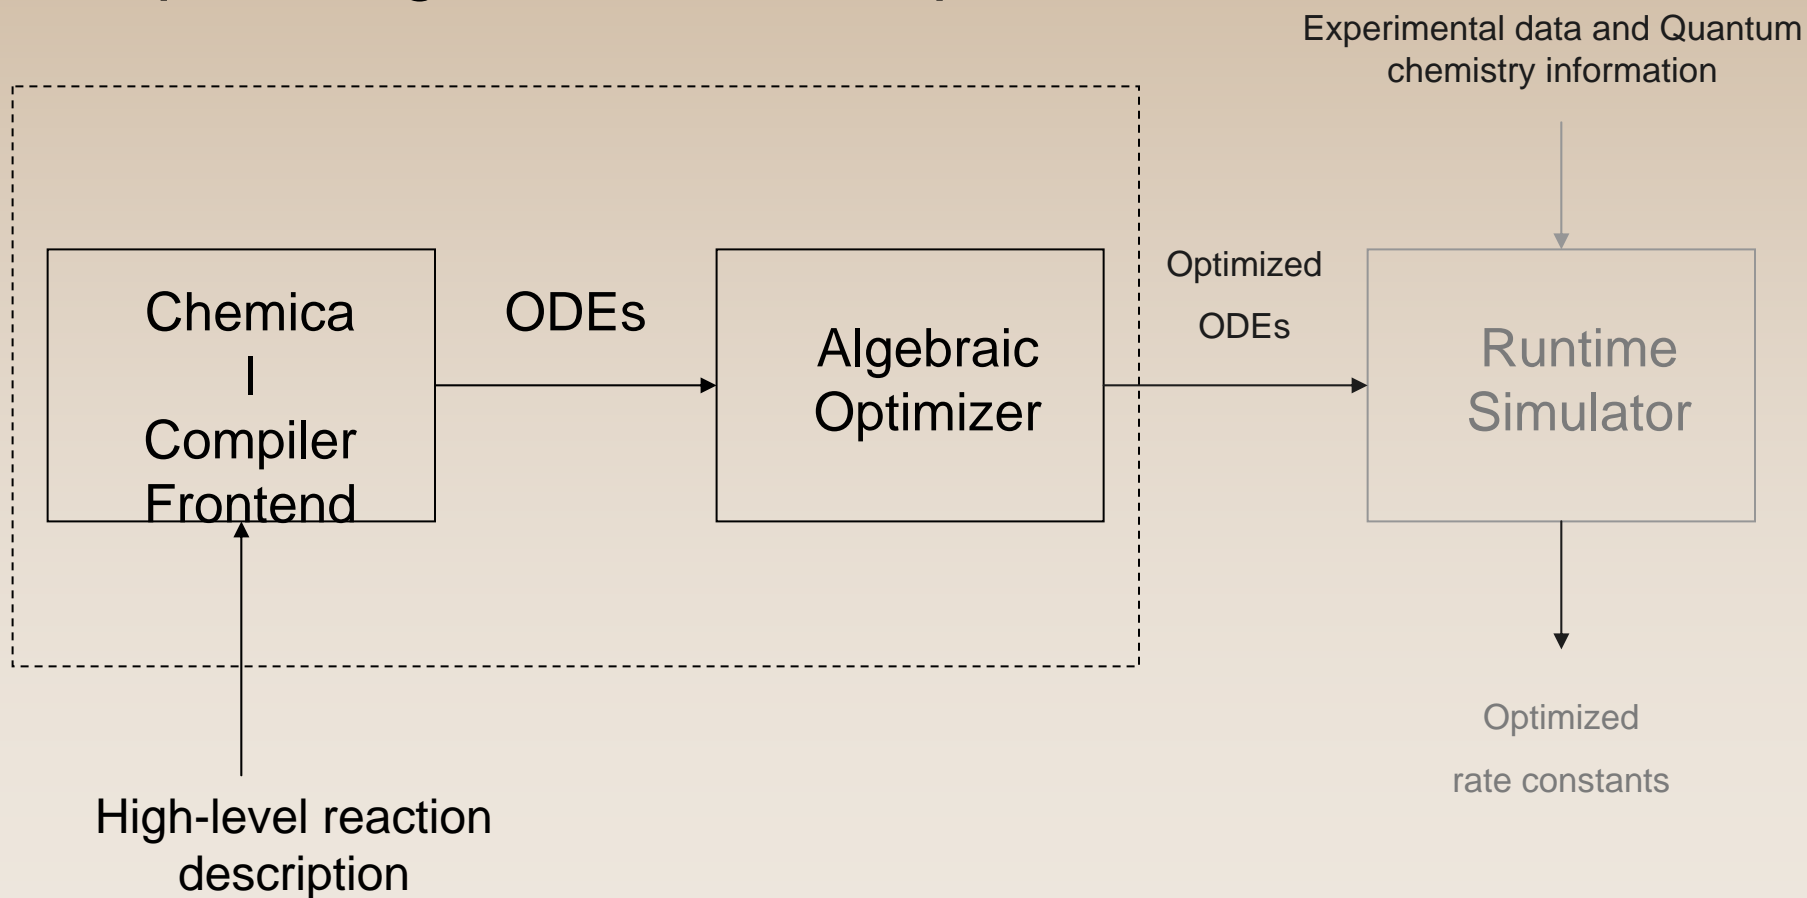 Experimental data and Quantum
chemistry information
Chemica
l
Compiler
Frontend
ODEs
Algebraic
Optimizer
Optimized
ODEs
Runtime
Simulator
Optimized
rate constants
High-level reaction
description